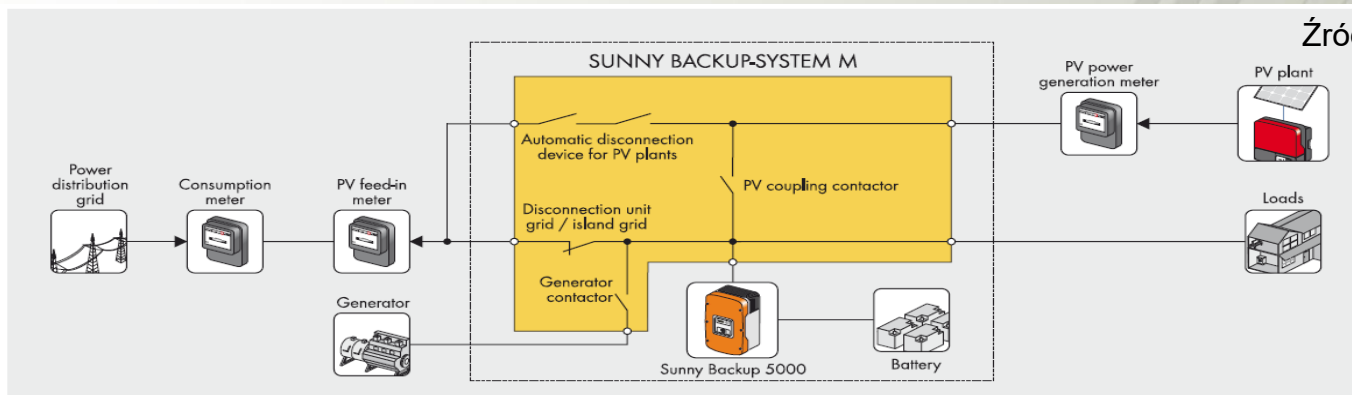 Źród
SUNNY BACKUP-SYSTEM M
PV power
generation meter
PV plant
Automatic disconnection
device for PV plants
Power
distribution
grid
Consumption
meter
PV feed-in
meter
PV coupling contactor
Disconnection unit
grid / island grid
Loads
Generator
contactor
Generator
Sunny Backup 5000
Battery